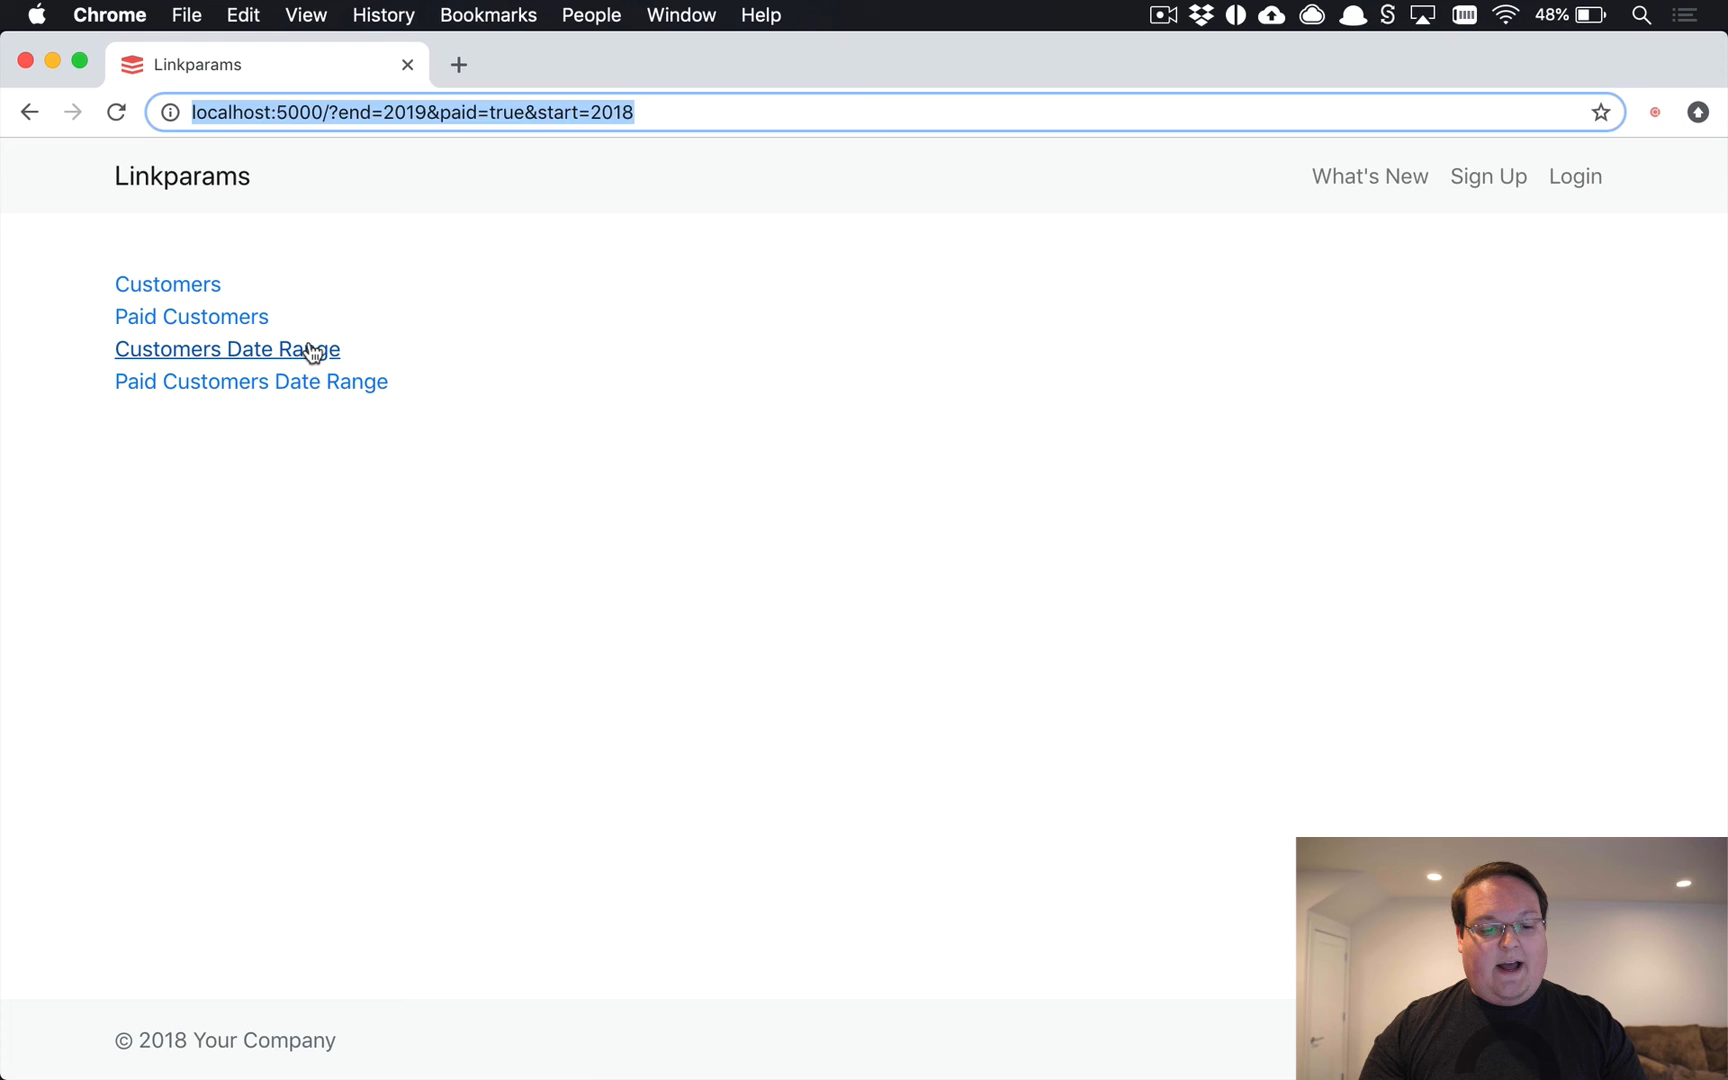 Chrome File Edit View History Bookmarks People Window Help 48%
Linkparams
localhost:5000/?end=2019&paid=true&start=2018
Linkparams What's New Sign Up Login
Customers
Paid Customers
Customers Date Range
Paid Customers Date Range
© 2018 Your Company